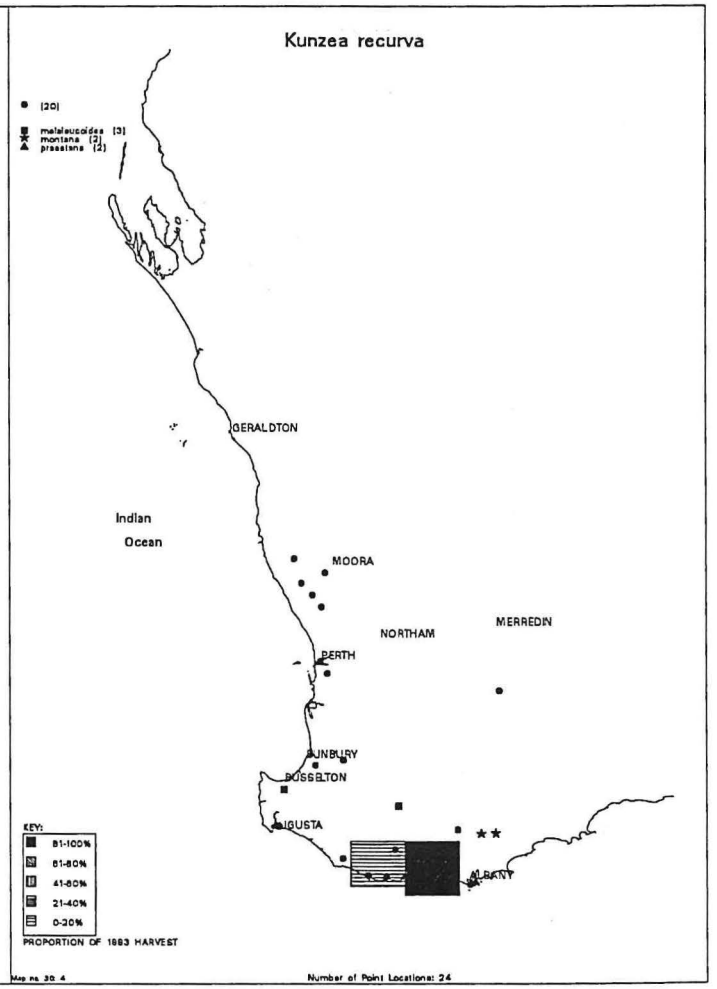 Kunzea recurva
(20)
melaleucoides (3)
montana (2)
praestans (2)
GERALDTON
Indian
Ocean
MOORA
NORTHAM
MERREDIN
PERTH
BUNBURY
BUSSELTON
AUGUSTA
ALBANY
KEY:
81-100%
61-80%
41-60%
21-40%
0-20%
PROPORTION OF 1993 HARVEST
Map no. 30: 4
Number of Point Locations: 24